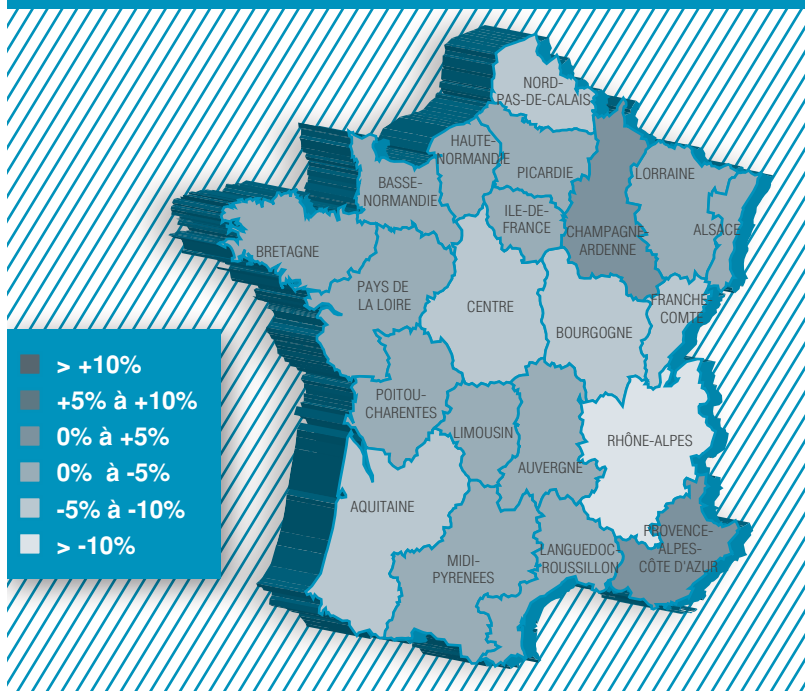 NORD-
PAS-DE-CALAIS
HAUTE-
NORMANDIE
PICARDIE
LORRAINE
BASSE-
NORMANDIE
ILE-DE-
FRANCE
CHAMPAGNE-
ARDENNE
ALSACE
BRETAGNE
PAYS DE
LA LOIRE
CENTRE
BOURGOGNE
FRANCHE-
COMTE
> +10%
+5% à +10%
0% à +5%
0% à -5%
-5% à -10%
> -10%
POITOU-
CHARENTES
LIMOUSIN
AUVERGNE
RHÔNE-ALPES
AQUITAINE
MIDI-
PYRENEES
LANGUEDOC-
ROUSSILLON
PROVENCE-
ALPES-
CÔTE D'AZUR